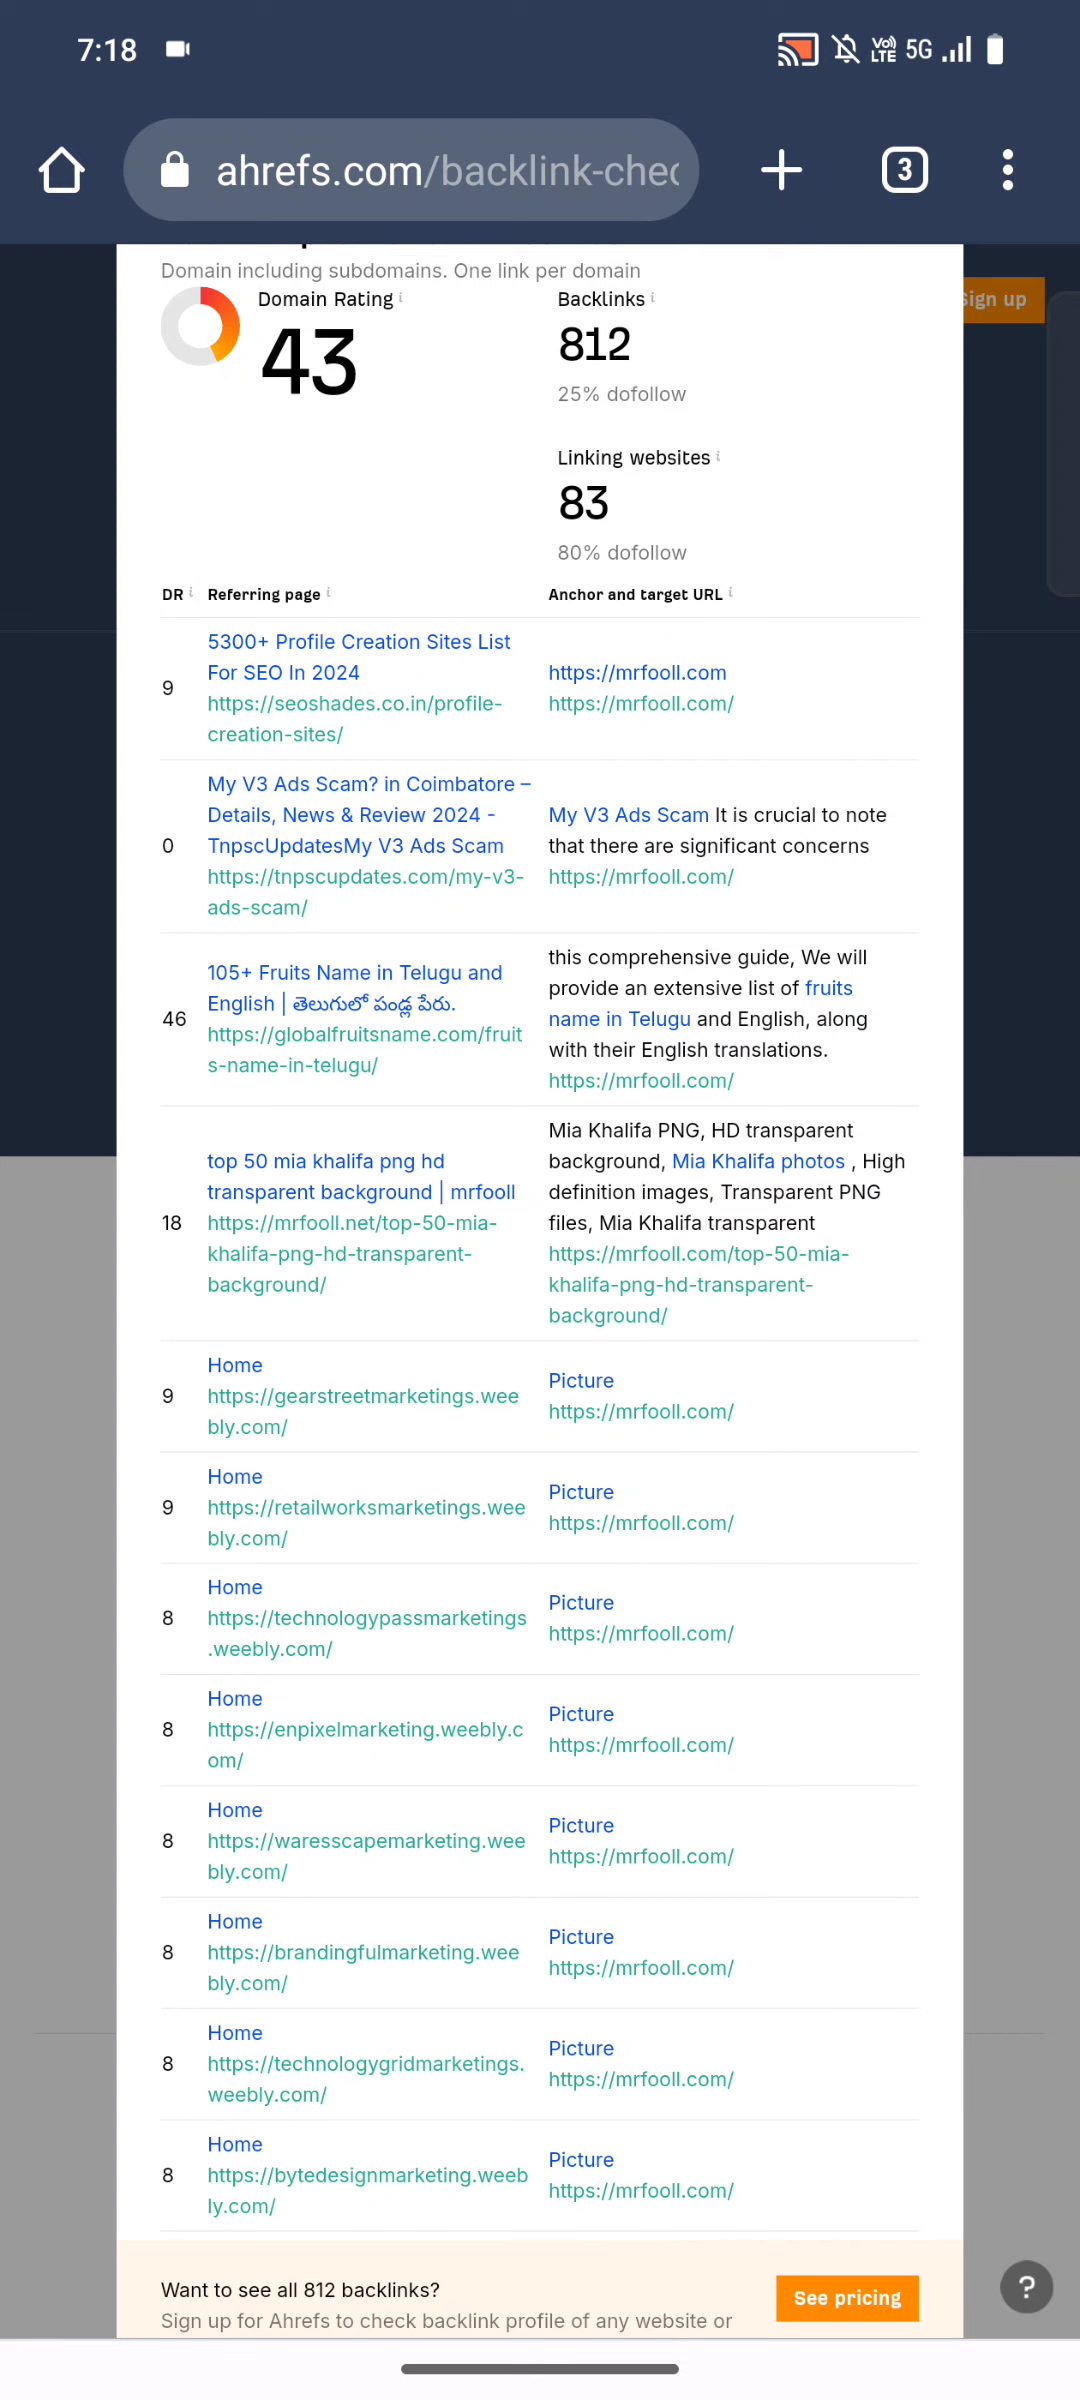 7:18
Vo)) LTE 5G
ahrefs.com/backlink-chec
3
Domain including subdomains. One link per domain
Sign up
Domain Rating i
43
Backlinks i
812
25% dofollow
Linking websites i
83
80% dofollow
DR i Referring page i Anchor and target URL i
9
5300+ Profile Creation Sites List
For SEO In 2024
https://seoshades.co.in/profile-
creation-sites/
https://mrfooll.com
https://mrfooll.com/
0
My V3 Ads Scam? in Coimbatore –
Details, News & Review 2024 -
TnpscUpdatesMy V3 Ads Scam
https://tnpscupdates.com/my-v3-
ads-scam/
My V3 Ads Scam It is crucial to note
that there are significant concerns
https://mrfooll.com/
46
105+ Fruits Name in Telugu and
English | తెలుగులో పండ్ల పేరు.
https://globalfruitsname.com/fruit
s-name-in-telugu/
this comprehensive guide, We will
provide an extensive list of fruits
name in Telugu and English, along
with their English translations.
https://mrfooll.com/
18
top 50 mia khalifa png hd
transparent background | mrfooll
https://mrfooll.net/top-50-mia-
khalifa-png-hd-transparent-
background/
Mia Khalifa PNG, HD transparent
background, Mia Khalifa photos , High
definition images, Transparent PNG
files, Mia Khalifa transparent
https://mrfooll.com/top-50-mia-
khalifa-png-hd-transparent-
background/
9
Home
https://gearstreetmarketings.wee
bly.com/
Picture
https://mrfooll.com/
9
Home
https://retailworksmarketings.wee
bly.com/
Picture
https://mrfooll.com/
8
Home
https://technologypassmarketings
.weebly.com/
Picture
https://mrfooll.com/
8
Home
https://enpixelmarketing.weebly.c
om/
Picture
https://mrfooll.com/
8
Home
https://waresscapemarketing.wee
bly.com/
Picture
https://mrfooll.com/
8
Home
https://brandingfulmarketing.wee
bly.com/
Picture
https://mrfooll.com/
8
Home
https://technologygridmarketings.
weebly.com/
Picture
https://mrfooll.com/
8
Home
https://bytedesignmarketing.weeb
ly.com/
Picture
https://mrfooll.com/
Want to see all 812 backlinks?
Sign up for Ahrefs to check backlink profile of any website or
See pricing
?